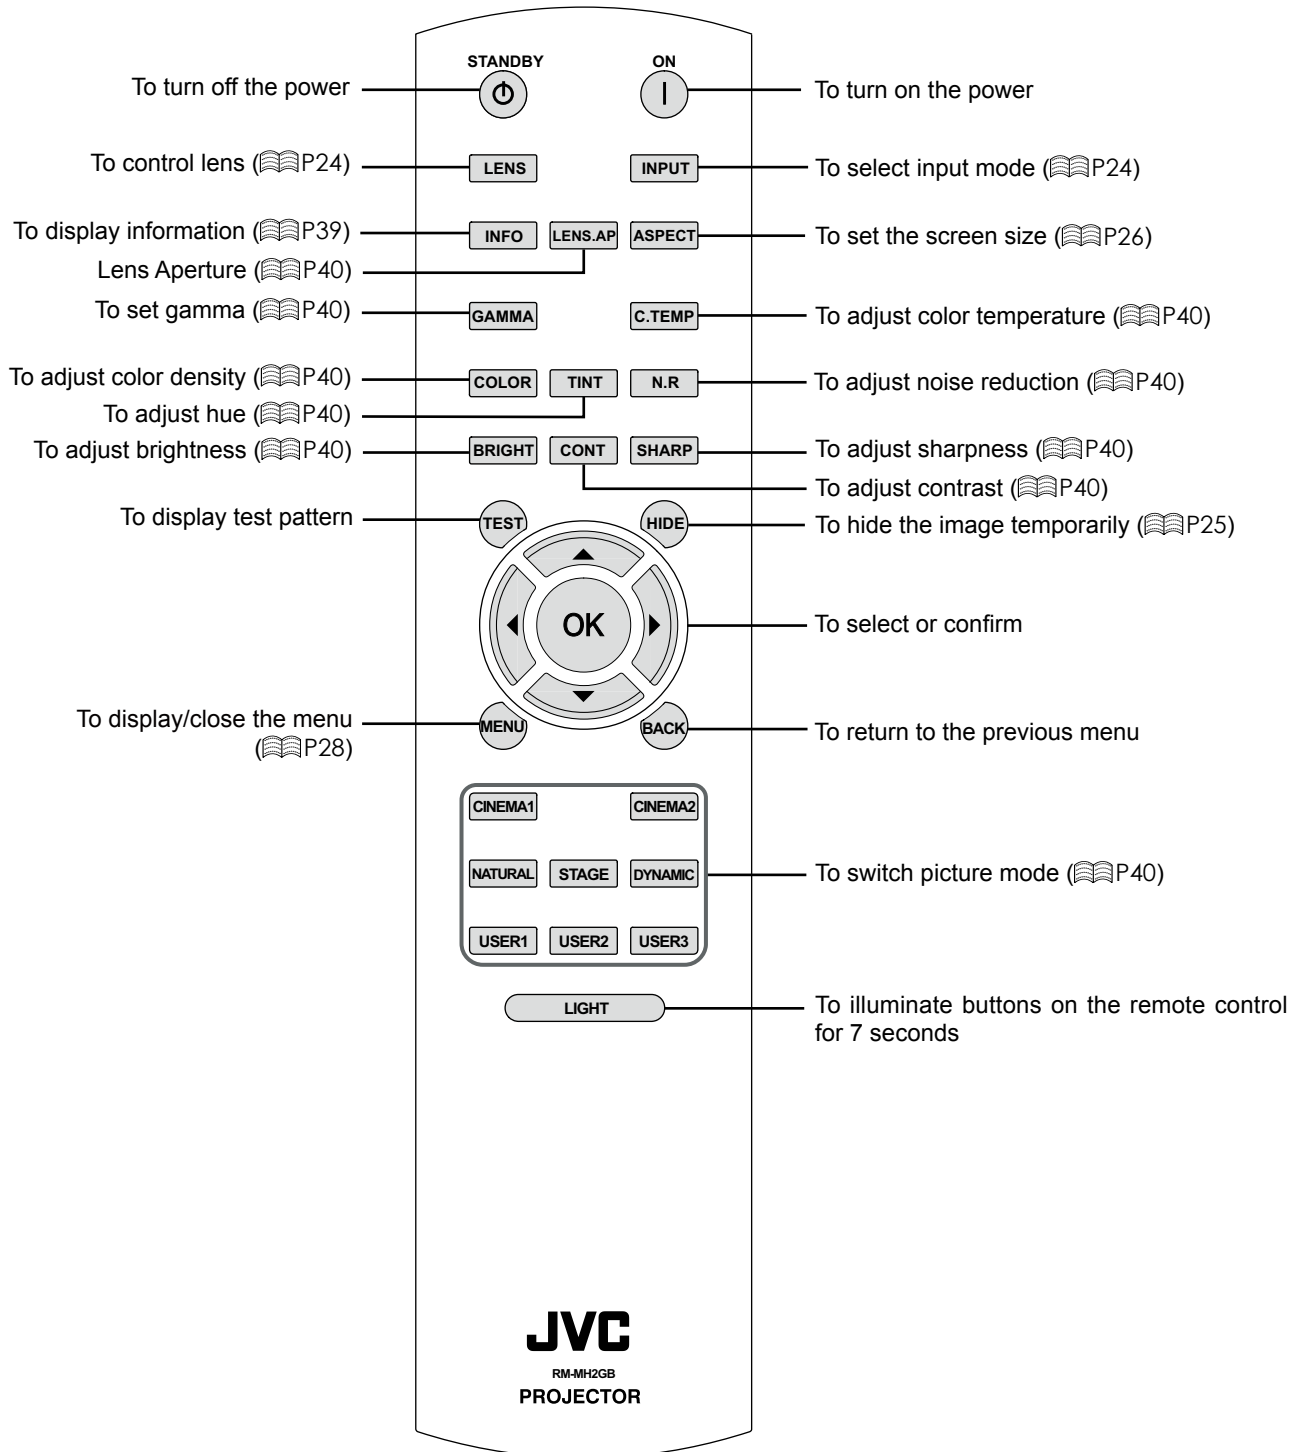 STANDBY ON
To turn off the power
To turn on the power
To control lens (P24)
LENS INPUT
To select input mode (P24)
To display information (P39)
INFO LENS.AP ASPECT
To set the screen size (P26)
Lens Aperture (P40)
To set gamma (P40)
GAMMA C.TEMP
To adjust color temperature (P40)
To adjust color density (P40)
COLOR TINT N.R
To adjust noise reduction (P40)
To adjust hue (P40)
To adjust brightness (P40)
BRIGHT CONT SHARP
To adjust sharpness (P40)
To adjust contrast (P40)
To display test pattern
TEST HIDE
To hide the image temporarily (P25)
OK
To select or confirm
To display/close the menu
(P28)
MENU BACK
To return to the previous menu
CINEMA1 CINEMA2
NATURAL STAGE DYNAMIC
To switch picture mode (P40)
USER1 USER2 USER3
LIGHT
To illuminate buttons on the remote control
for 7 seconds
JVC
RM-MH2GB
PROJECTOR